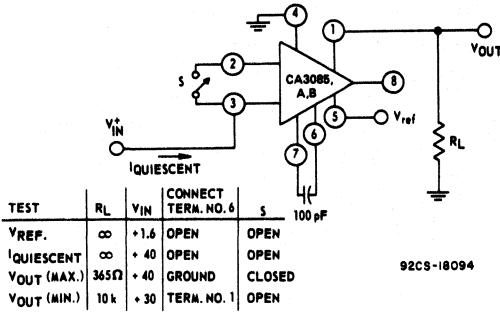 4
1
V OUT
2
CA3085,
A,B
8
S
3
5
V ref
V+ IN
6
7
RL
IQUIESCENT
100 pF
TEST RL VIN CONNECT TERM. NO. 6 S
VREF. ∞ +1.6 OPEN OPEN
IQUIESCENT ∞ +40 OPEN OPEN
VOUT (MAX.) 365Ω +40 GROUND CLOSED
VOUT (MIN.) 10 k +30 TERM. NO. 1 OPEN
92CS-18094